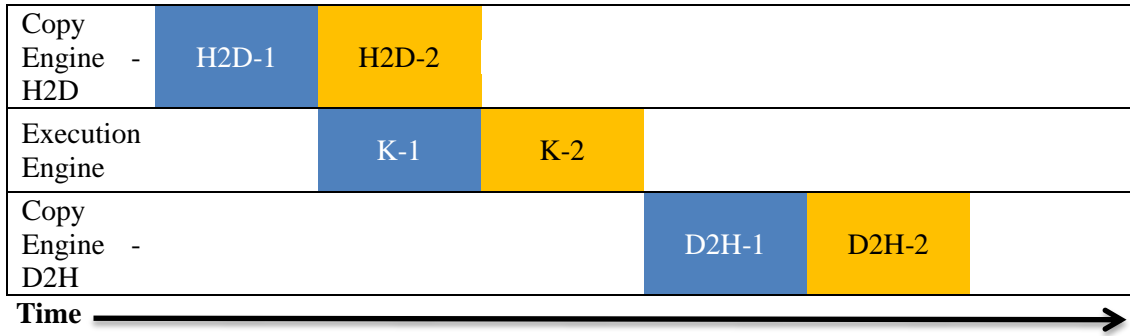 Copy
Engine -
H2D
H2D-1 H2D-2
Execution
Engine
K-1 K-2
Copy
Engine -
D2H
D2H-1 D2H-2
Time